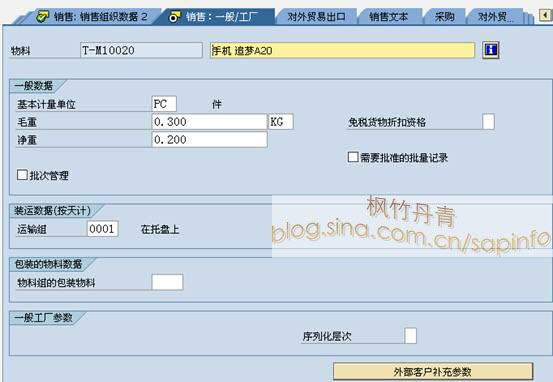 销售: 销售组织数据 2 销售: 一般/工厂 对外贸易出口 销售文本 采购 对外贸...
物料 T-M10020 手机 追梦A20
一般数据
基本计量单位 PC 件
毛重 0.300 KG 免税货物折扣资格
净重 0.200
需要批准的批量记录
批次管理
装运数据(按天计)
运输组 0001 在托盘上
枫竹丹青
blog.sina.com.cn/sapinfo
包装的物料数据
物料组的包装物料
一般工厂参数
序列化层次
外部客户补充参数